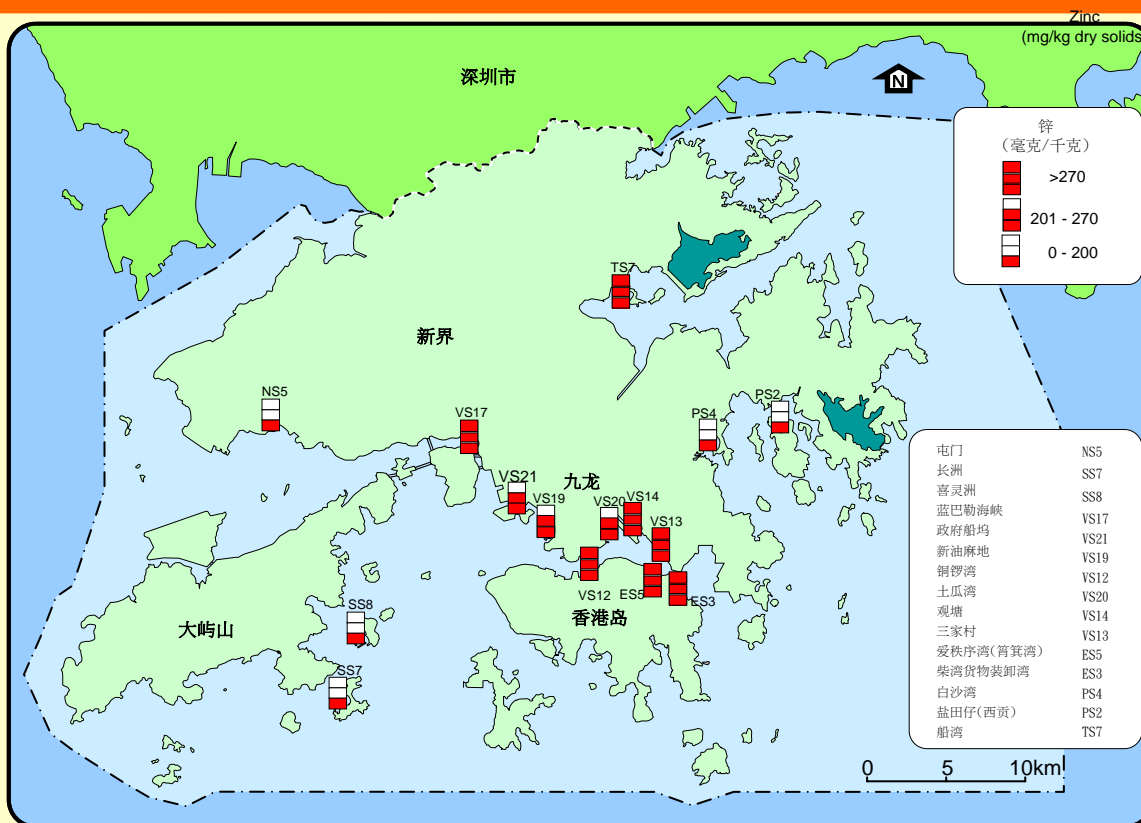 Zinc
(mg/kg dry solids
深圳市
N
锌
(毫克/千克)
>270
201 - 270
0 - 200
TS7
新界
NS5
VS17
PS4
PS2
九龙
VS21
VS19
VS20
VS14
VS13
VS12
ES5
ES3
香港岛
大屿山
SS8
SS7
屯门 NS5
长洲 SS7
喜灵洲 SS8
蓝巴勒海峡 VS17
政府船坞 VS21
新油麻地 VS19
铜锣湾 VS12
土瓜湾 VS20
观塘 VS14
三家村 VS13
爱秩序湾(筲箕湾) ES5
柴湾货物装卸湾 ES3
白沙湾 PS4
盐田仔(西贡) PS2
船湾 TS7
0 5 10km